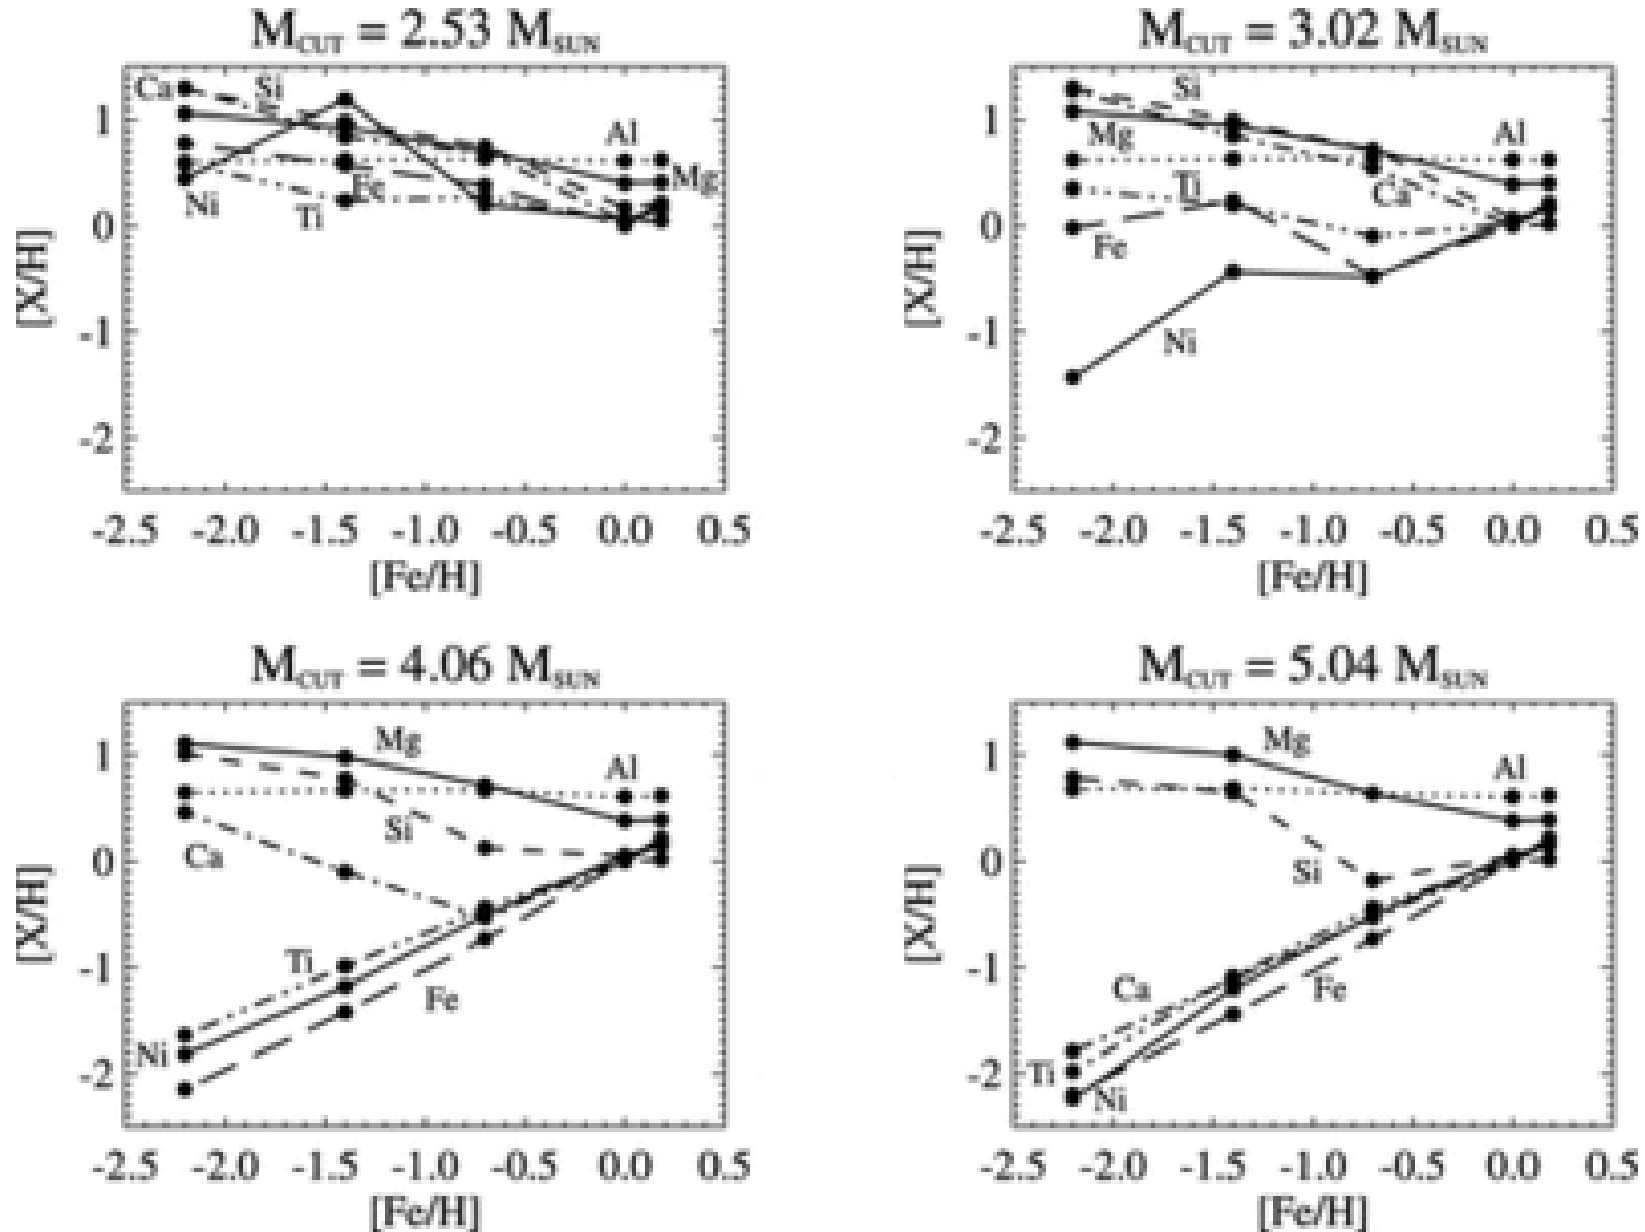 M_CUT = 2.53 M_SUN
Ca
Si
Al
Mg
Fe
Ni
Ti
1
0
-1
-2
[X/H]
-2.5 -2.0 -1.5 -1.0 -0.5 0.0 0.5
[Fe/H]
M_CUT = 3.02 M_SUN
Si
Mg
Al
Ti
Ca
Fe
Ni
1
0
-1
-2
[X/H]
-2.5 -2.0 -1.5 -1.0 -0.5 0.0 0.5
[Fe/H]
M_CUT = 4.06 M_SUN
Mg
Al
Si
Ca
Ti
Fe
Ni
1
0
-1
-2
[X/H]
-2.5 -2.0 -1.5 -1.0 -0.5 0.0 0.5
[Fe/H]
M_CUT = 5.04 M_SUN
Mg
Al
Si
Ca
Fe
Ti
Ni
1
0
-1
-2
[X/H]
-2.5 -2.0 -1.5 -1.0 -0.5 0.0 0.5
[Fe/H]